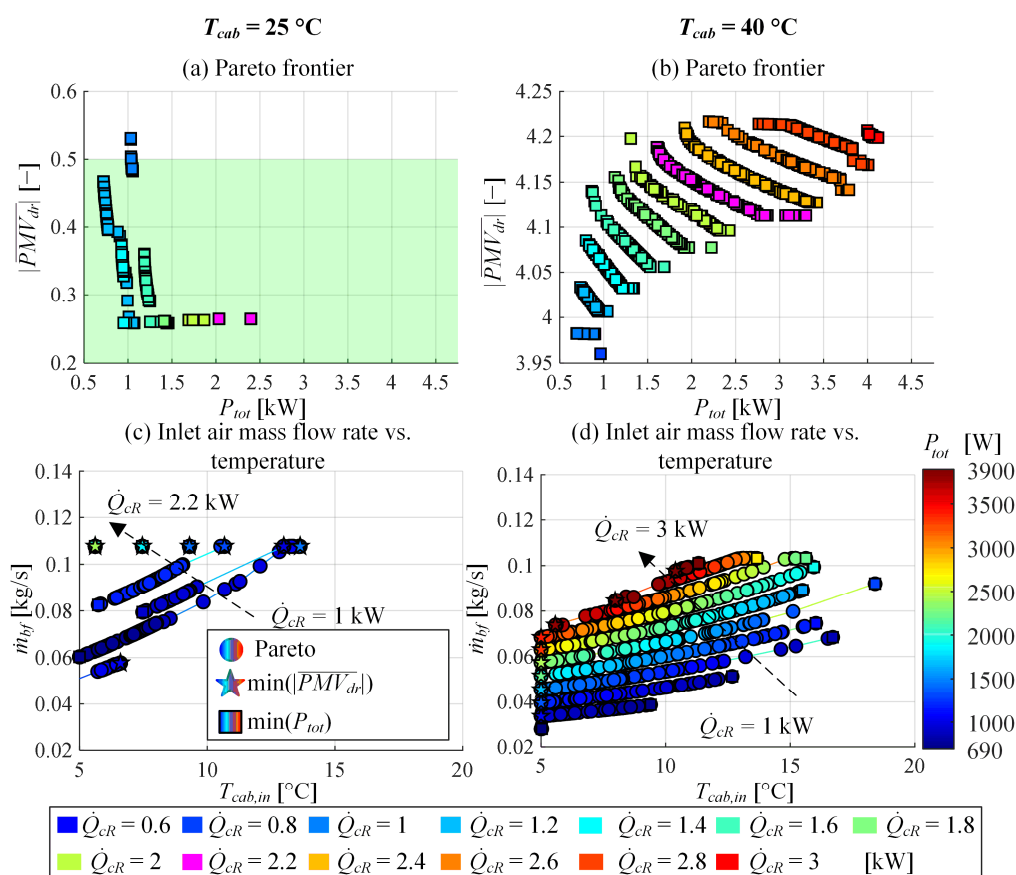 T_cab = 25 °C
T_cab = 40 °C
(a) Pareto frontier
(b) Pareto frontier
0.6
0.5
0.4
0.3
0.2
|PMV_dr| [−]
0.5 1 1.5 2 2.5 3 3.5 4 4.5
P_tot [kW]
4.2
4.15
4.1
4.05
4
3.95
|PMV_dr| [−]
0.5 1 1.5 2 2.5 3 3.5 4 4.5
P_tot [kW]
(c) Inlet air mass flow rate vs.
temperature
0.14
0.12
0.1
0.08
0.06
0.04
0.02
ṁ_bf [kg/s]
Q̇_cR = 2.2 kW
Q̇_cR = 1 kW
Pareto
min(|PMV_dr|)
min(P_tot)
5 10 15 20
T_cab,in [°C]
(d) Inlet air mass flow rate vs.
temperature
0.14
0.12
0.1
0.08
0.06
0.04
0.02
ṁ_bf [kg/s]
Q̇_cR = 3 kW
Q̇_cR = 1 kW
5 10 15 20
T_cab,in [°C]
P_tot [W]
3900
3500
3000
2500
2000
1500
1000
690
Q̇_cR = 0.6 Q̇_cR = 0.8 Q̇_cR = 1 Q̇_cR = 1.2 Q̇_cR = 1.4 Q̇_cR = 1.6 Q̇_cR = 1.8
Q̇_cR = 2 Q̇_cR = 2.2 Q̇_cR = 2.4 Q̇_cR = 2.6 Q̇_cR = 2.8 Q̇_cR = 3 [kW]